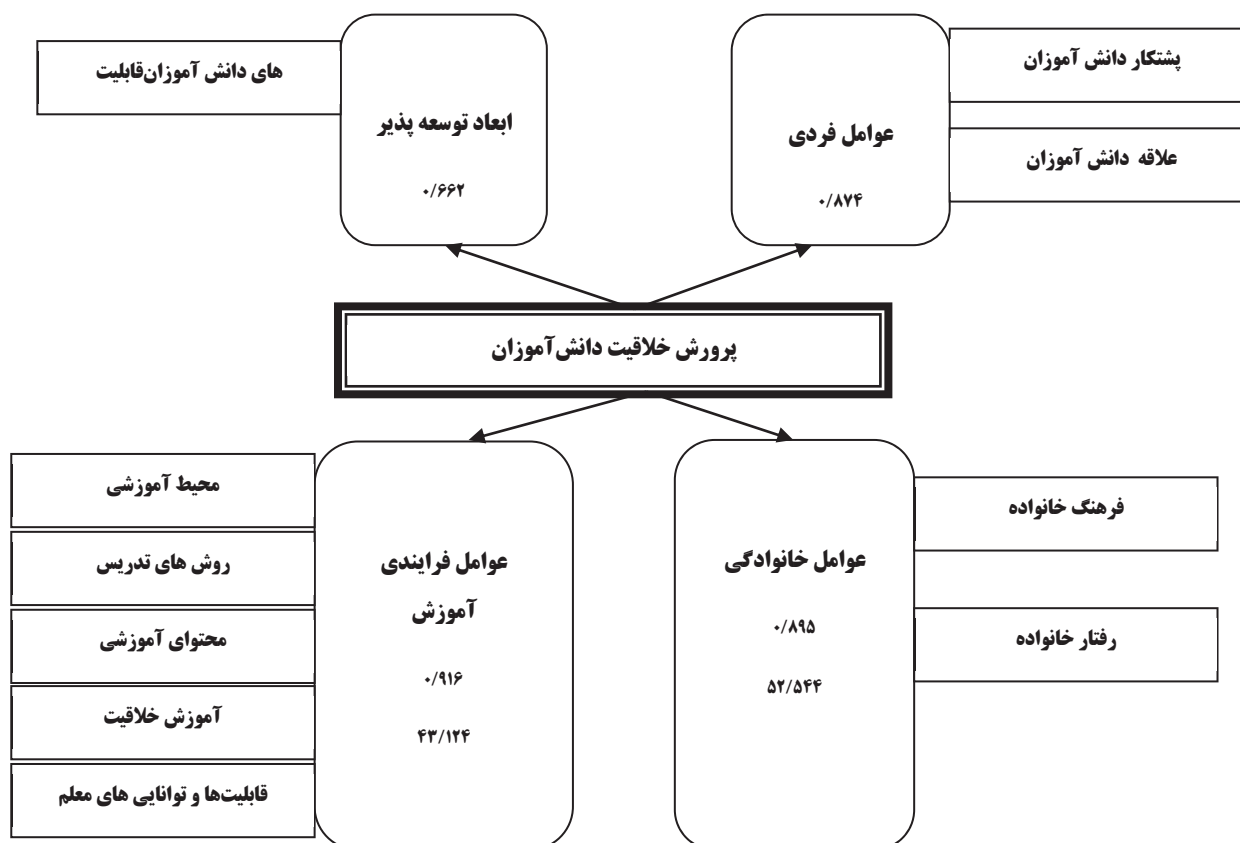 پشتکار دانش آموزان
علاقه دانش آموزان
عوامل فردی
۰/۸۷۴
ابعاد توسعه پذیر
۰/۶۶۲
های دانش آموزان‌قابلیت
پرورش خلاقیت دانش‌آموزان
فرهنگ خانواده
رفتار خانواده
عوامل خانوادگی
۰/۸۹۵
۵۲/۵۴۴
عوامل فرایندی
آموزش
۰/۹۱۶
۴۳/۱۲۴
محیط آموزشی
روش های تدریس
محتوای آموزشی
آموزش خلاقیت
قابلیت‌ها و توانایی های معلم